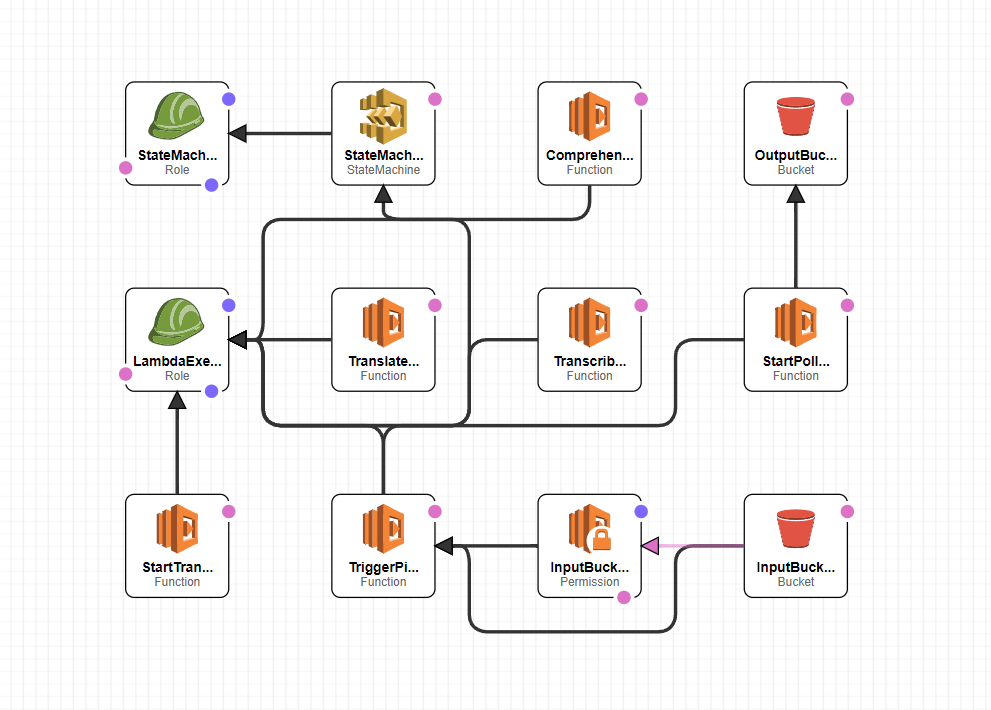 StateMach...
Role
StateMach...
StateMachine
Comprehen...
Function
OutputBuc...
Bucket
LambdaExe...
Role
Translate...
Function
Transcrib...
Function
StartPoll...
Function
StartTran...
Function
TriggerPi...
Function
InputBuck...
Permission
InputBuck...
Bucket